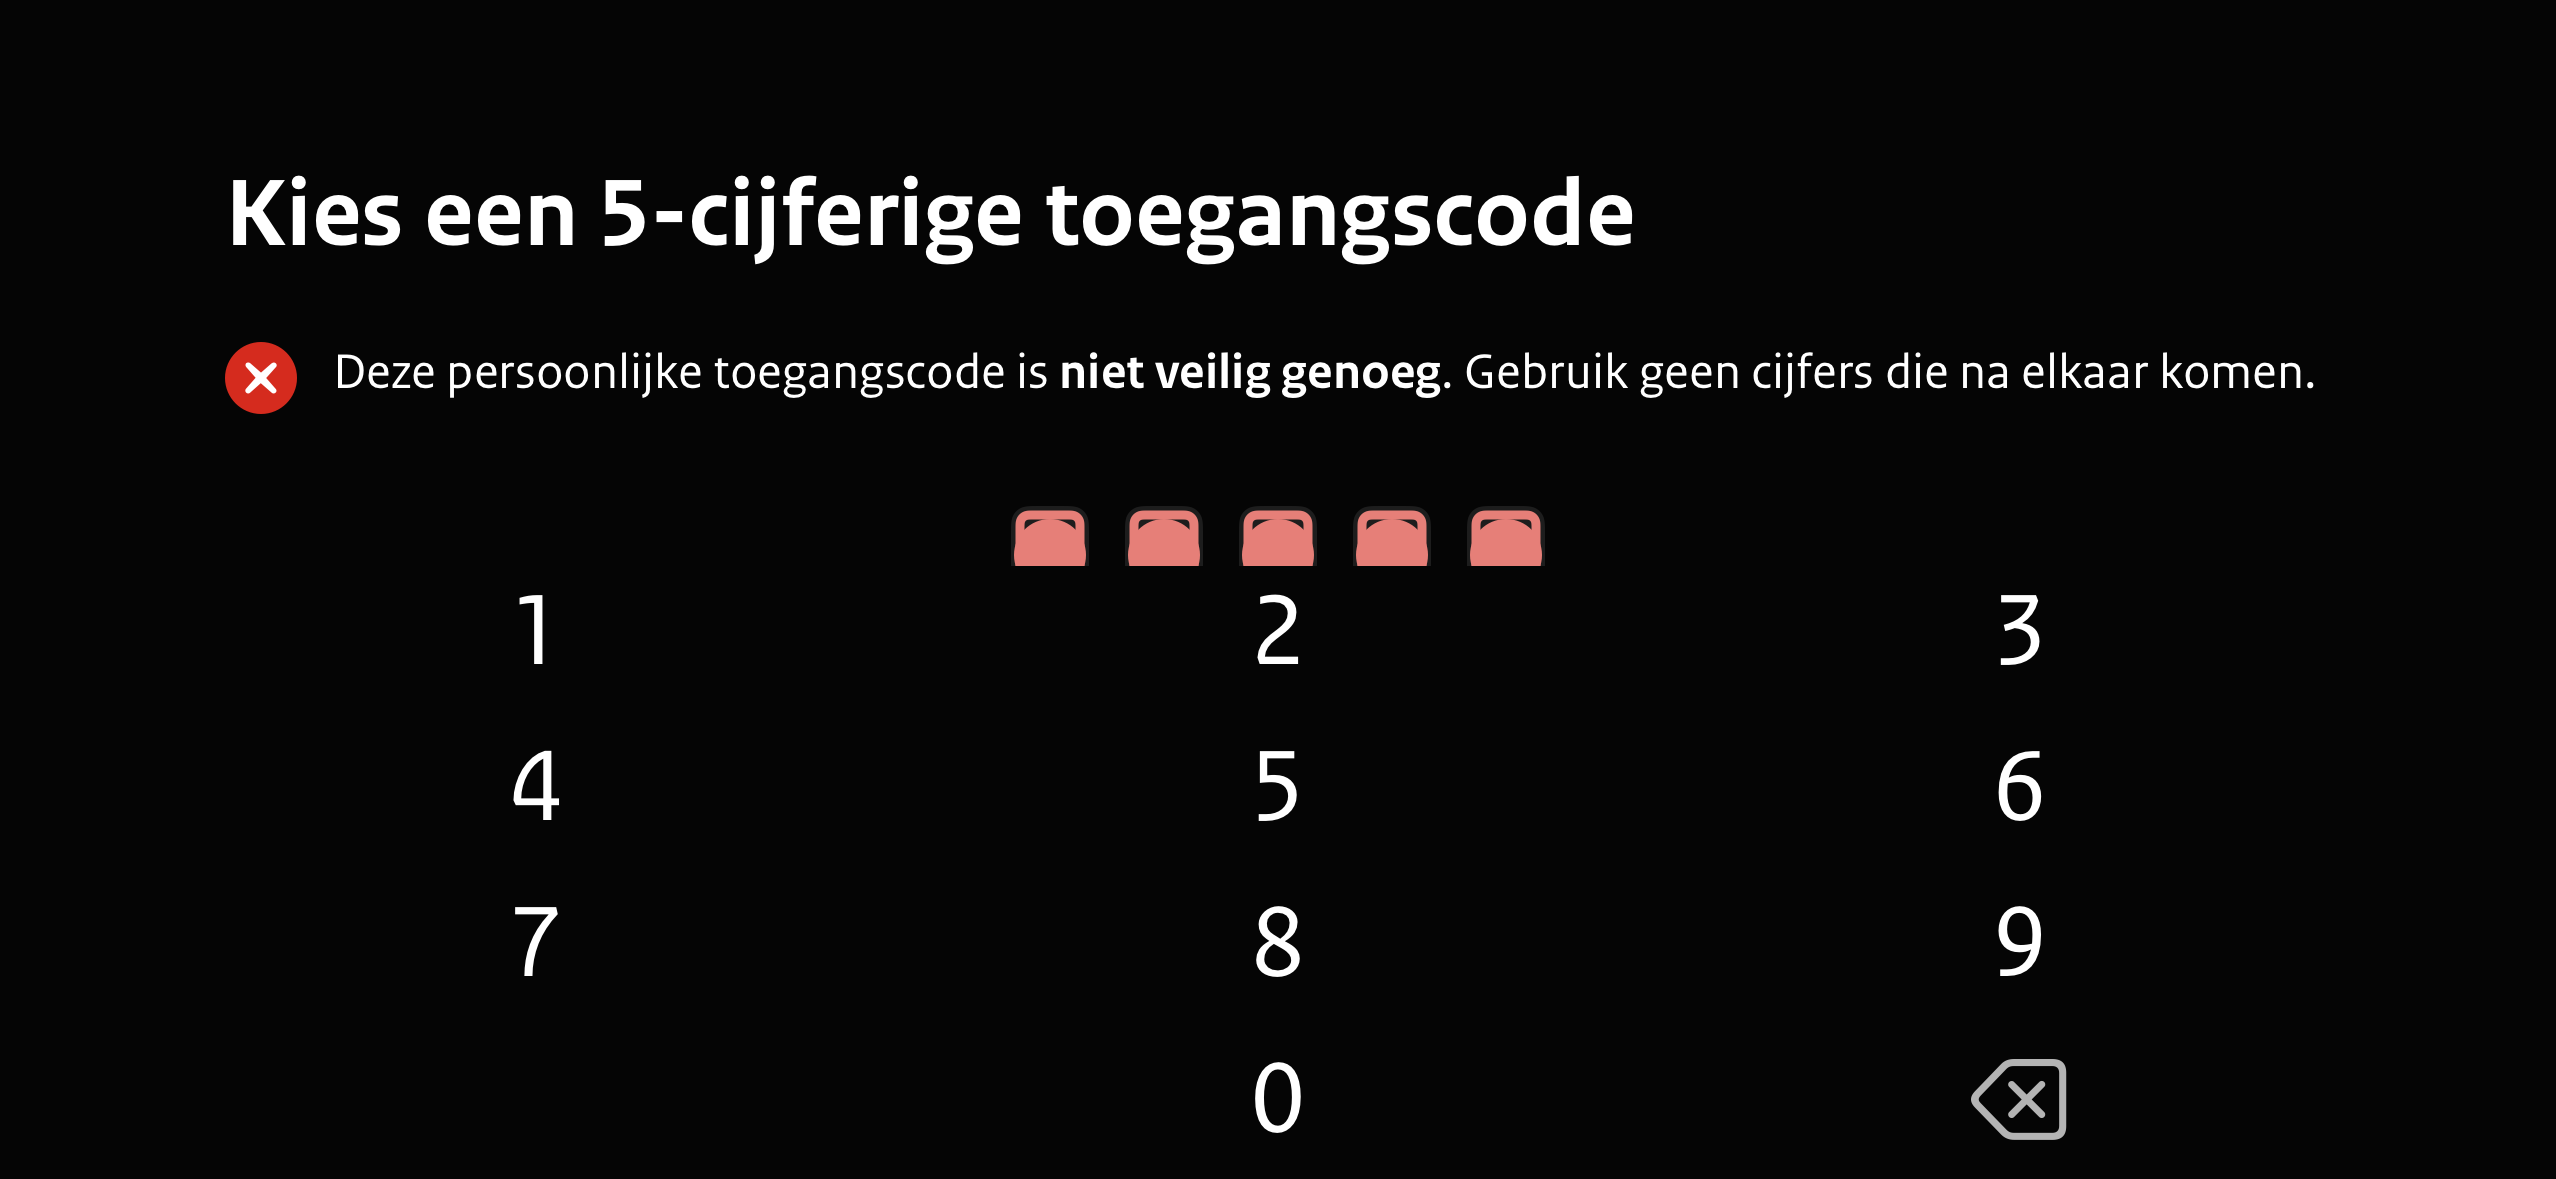 Kies een 5-cijferige toegangscode
Deze persoonlijke toegangscode is niet veilig genoeg. Gebruik geen cijfers die na elkaar komen.
1 2 3
4 5 6
7 8 9
0